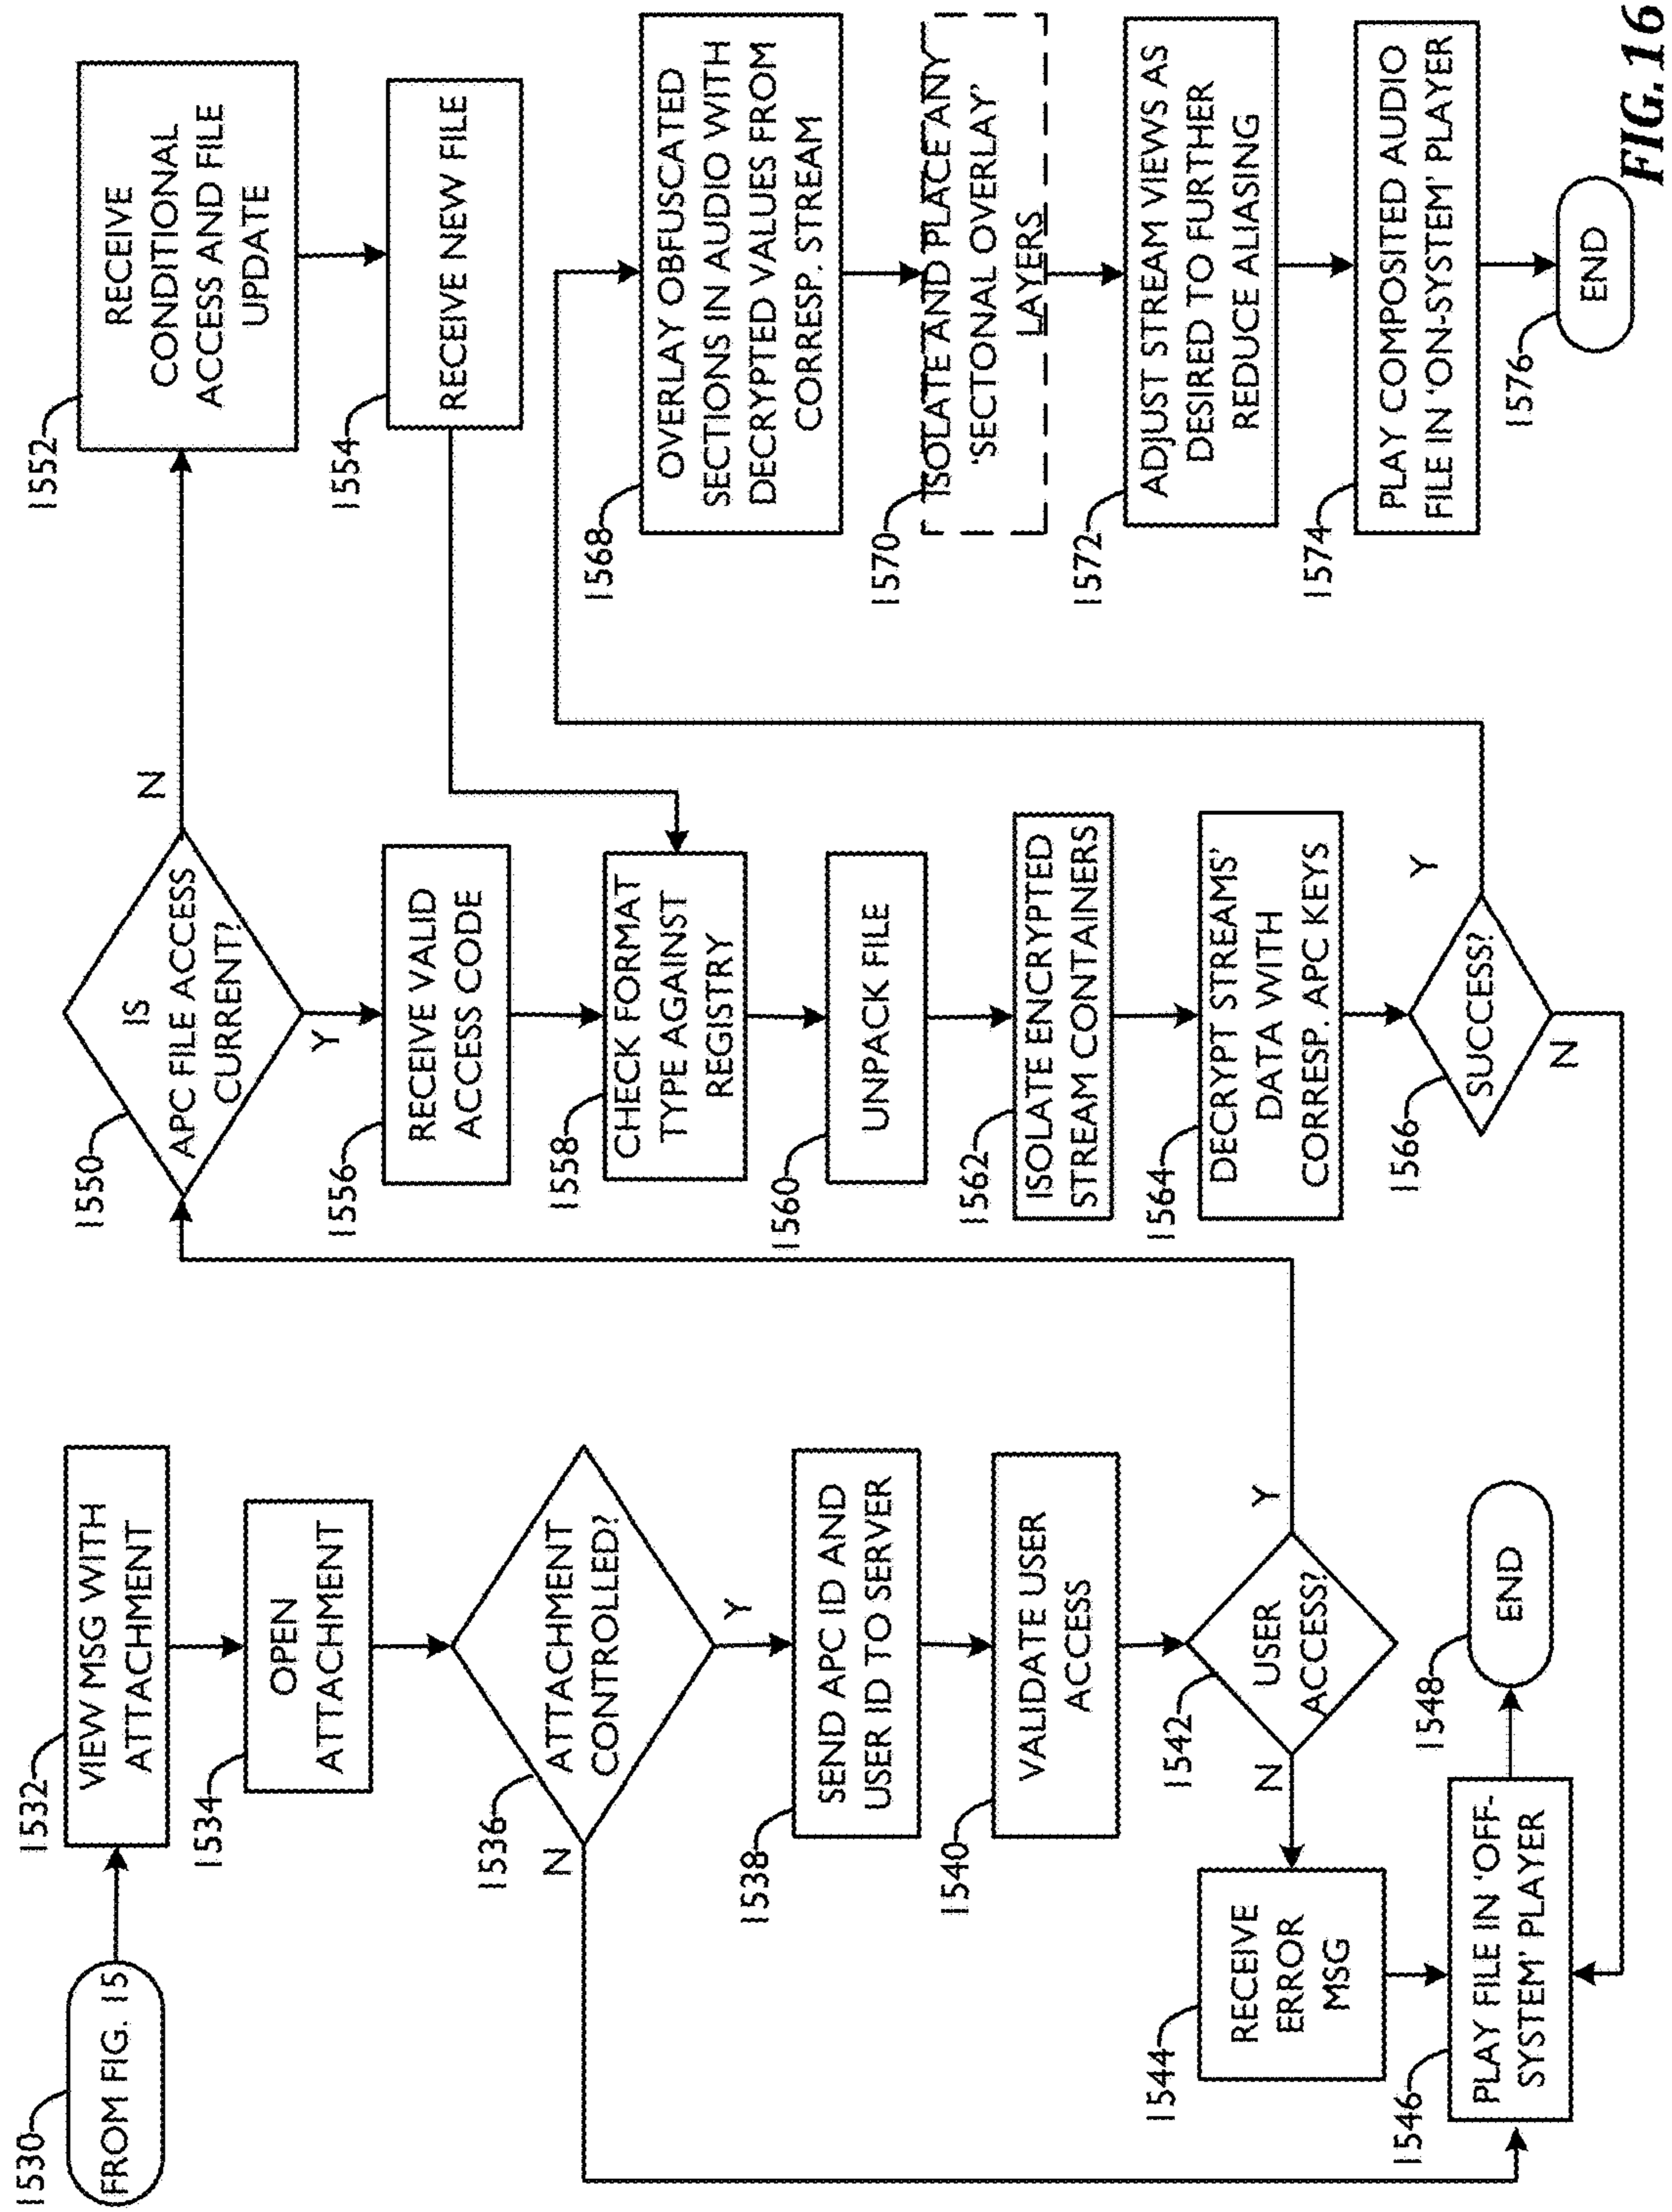 1530
FROM FIG. 15
1532
VIEW MSG WITH
ATTACHMENT
1534
OPEN
ATTACHMENT
1536
ATTACHMENT
CONTROLLED?
N
Y
1538
SEND APC ID AND
USER ID TO SERVER
1540
VALIDATE USER
ACCESS
1542
USER
ACCESS?
N
Y
1544
RECEIVE
ERROR
MSG
1546
PLAY FILE IN ‘OFF-
SYSTEM’ PLAYER
1548
END
1550
IS
APC FILE ACCESS
CURRENT?
N
Y
1552
RECEIVE
CONDITIONAL
ACCESS AND FILE
UPDATE
1554
RECEIVE NEW FILE
1556
RECEIVE VALID
ACCESS CODE
1558
CHECK FORMAT
TYPE AGAINST
REGISTRY
1560
UNPACK FILE
1562
ISOLATE ENCRYPTED
STREAM CONTAINERS
1564
DECRYPT STREAMS’
DATA WITH
CORRESP. APC KEYS
1566
SUCCESS?
Y
N
1568
OVERLAY OBFUSCATED
SECTIONS IN AUDIO WITH
DECRYPTED VALUES FROM
CORRESP. STREAM
1570
ISOLATE AND PLACE ANY
‘SECTONAL OVERLAY’
LAYERS
1572
ADJUST STREAM VIEWS AS
DESIRED TO FURTHER
REDUCE ALIASING
1574
PLAY COMPOSITED AUDIO
FILE IN ‘ON-SYSTEM’ PLAYER
1576
END
FIG. 16